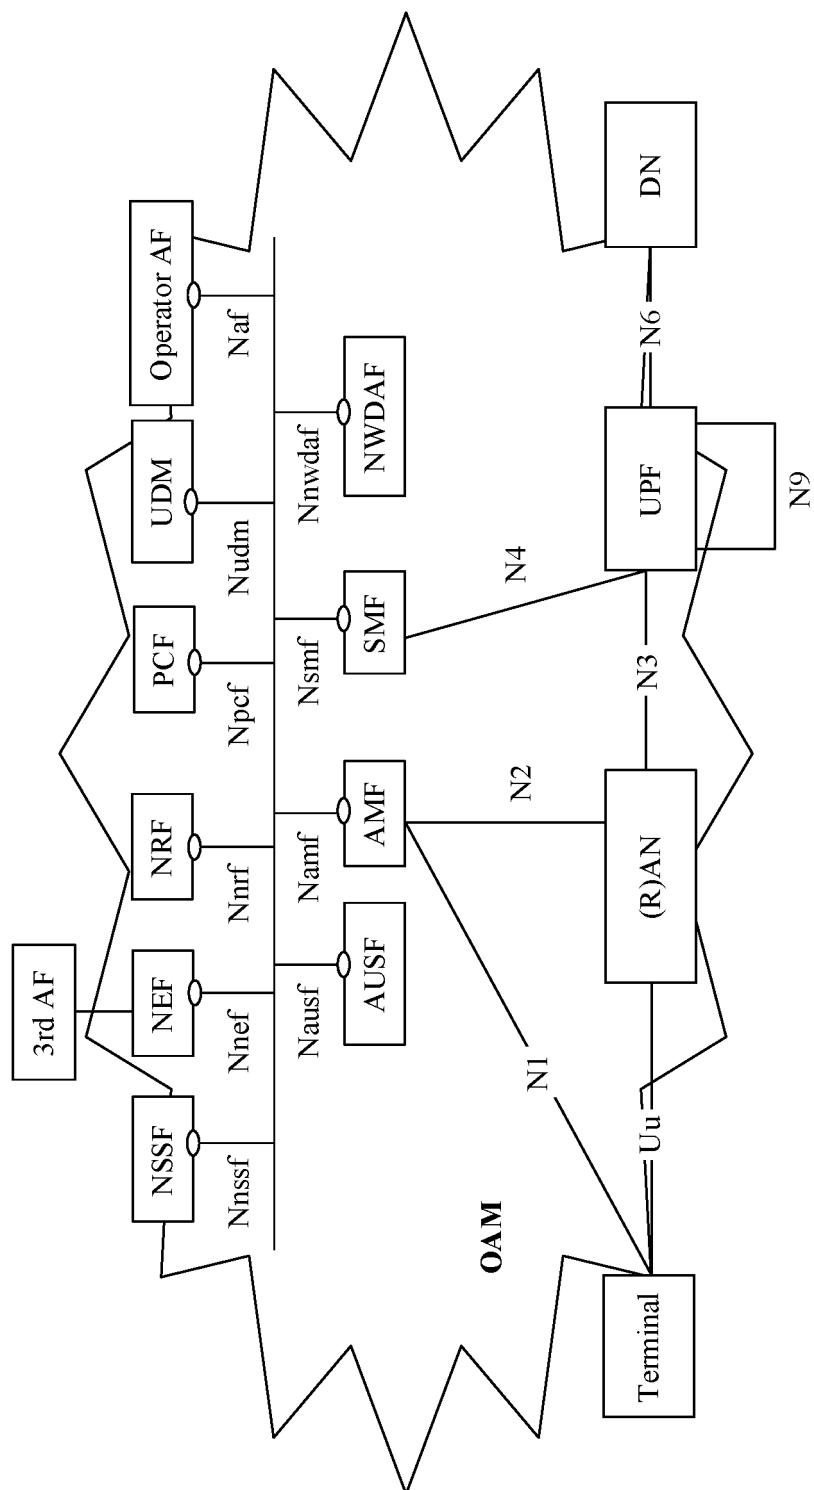 3rd AF
NSSF
NEF
NRF
PCF
UDM
Operator AF
Nnssf
Nnef
Nnrf
Npcf
Nudm
Naf
Nausf
Namf
Nsmf
Nnwdaf
AUSF
AMF
SMF
NWDAF
OAM
N1
N2
N4
Terminal
Uu
(R)AN
N3
UPF
N6
DN
N9